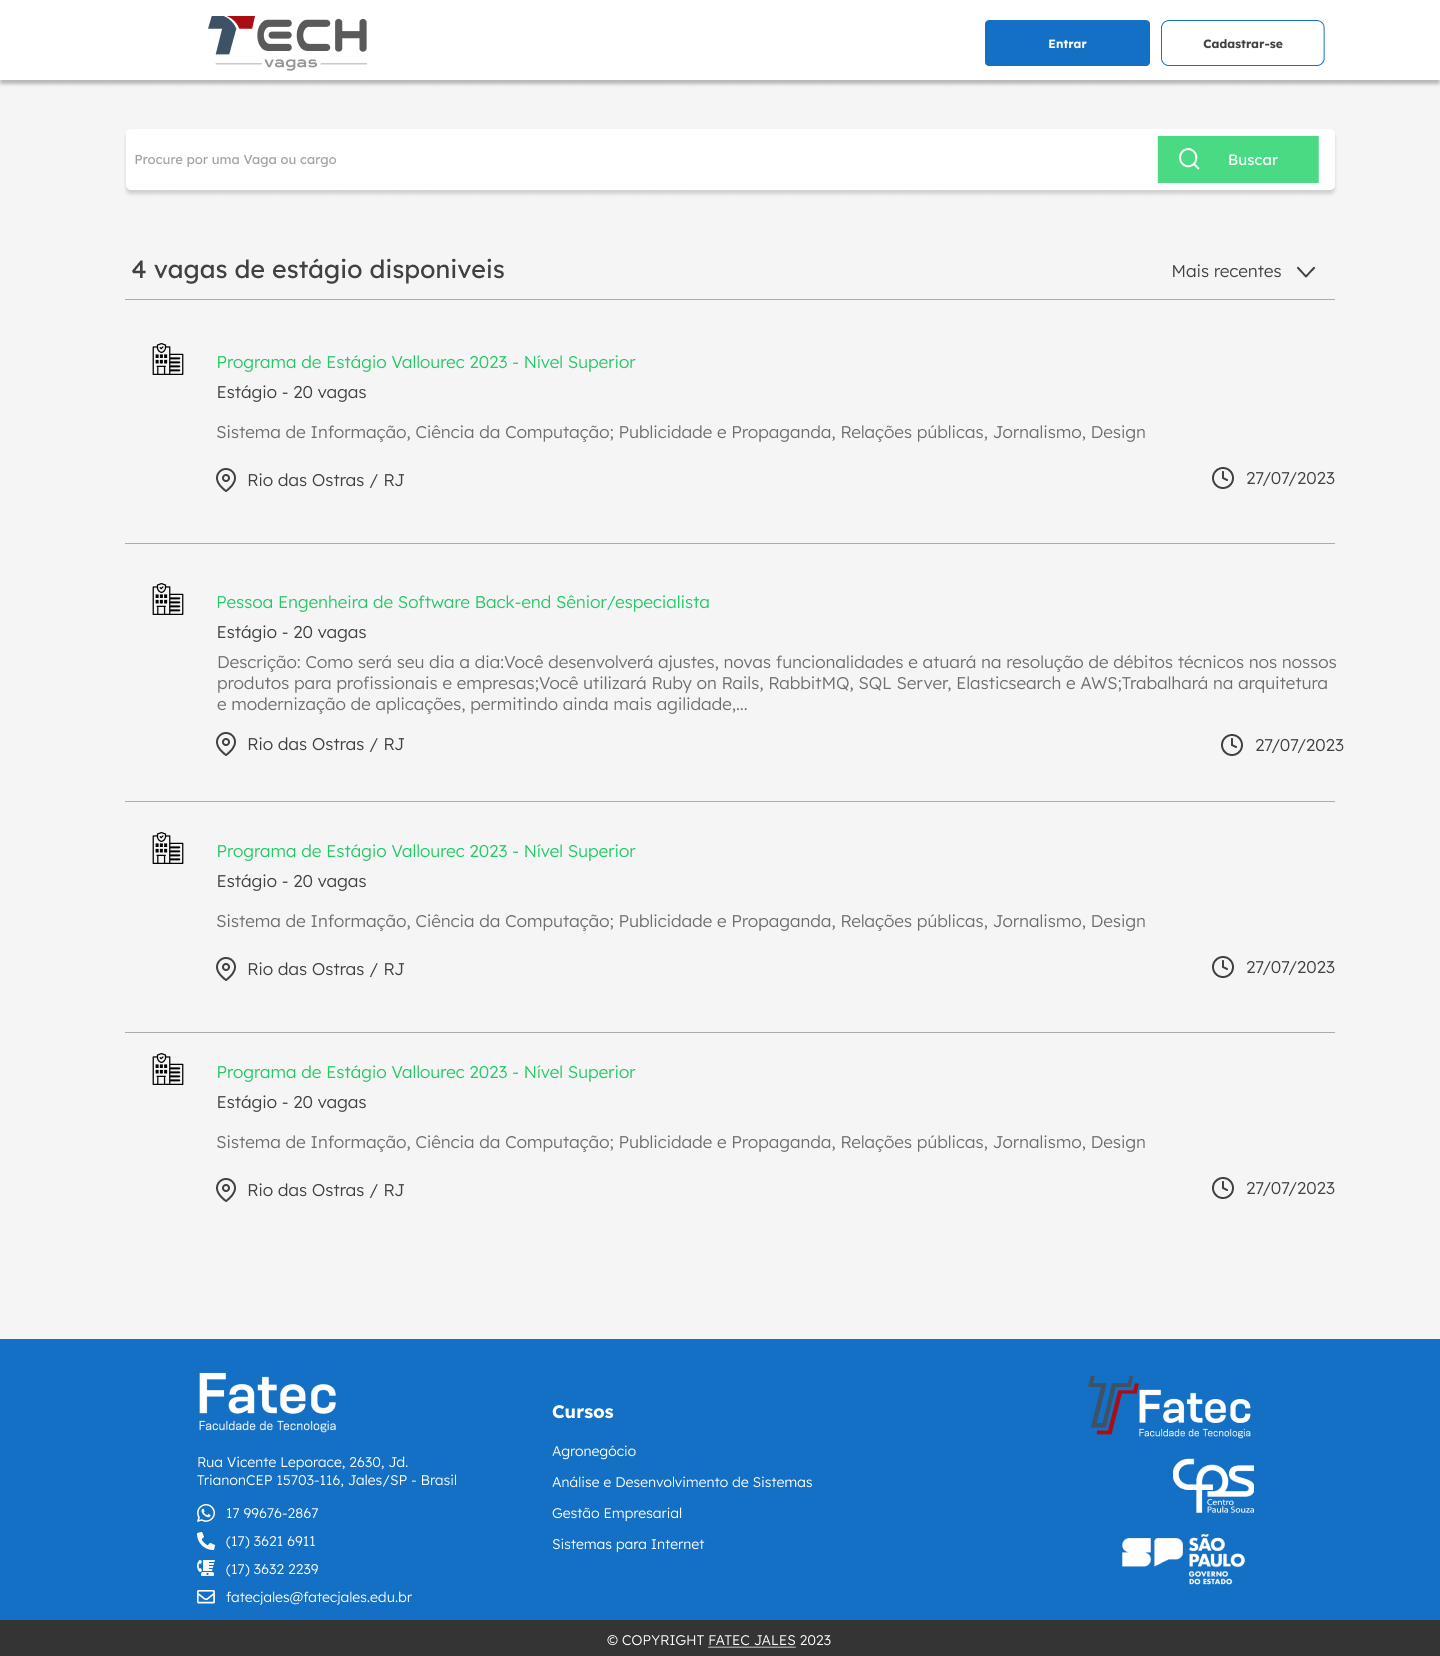 TECH
vagas
Entrar
Cadastrar-se
Procure por uma Vaga ou cargo
Buscar
4 vagas de estágio disponiveis
Mais recentes
Programa de Estágio Vallourec 2023 - Nível Superior
Estágio - 20 vagas
Sistema de Informação, Ciência da Computação; Publicidade e Propaganda, Relações públicas, Jornalismo, Design
Rio das Ostras / RJ
27/07/2023
Pessoa Engenheira de Software Back-end Sênior/especialista
Estágio - 20 vagas
Descrição: Como será seu dia a dia:Você desenvolverá ajustes, novas funcionalidades e atuará na resolução de débitos técnicos nos nossos
produtos para profissionais e empresas;Você utilizará Ruby on Rails, RabbitMQ, SQL Server, Elasticsearch e AWS;Trabalhará na arquitetura
e modernização de aplicações, permitindo ainda mais agilidade,...
Rio das Ostras / RJ
27/07/2023
Programa de Estágio Vallourec 2023 - Nível Superior
Estágio - 20 vagas
Sistema de Informação, Ciência da Computação; Publicidade e Propaganda, Relações públicas, Jornalismo, Design
Rio das Ostras / RJ
27/07/2023
Programa de Estágio Vallourec 2023 - Nível Superior
Estágio - 20 vagas
Sistema de Informação, Ciência da Computação; Publicidade e Propaganda, Relações públicas, Jornalismo, Design
Rio das Ostras / RJ
27/07/2023
Fatec
Faculdade de Tecnologia
Rua Vicente Leporace, 2630, Jd.
TrianonCEP 15703-116, Jales/SP - Brasil
17 99676-2867
(17) 3621 6911
(17) 3632 2239
fatecjales@fatecjales.edu.br
Cursos
Agronegócio
Análise e Desenvolvimento de Sistemas
Gestão Empresarial
Sistemas para Internet
Fatec
Faculdade de Tecnologia
cps
Centro
Paula Souza
SP
SÃO
PAULO
GOVERNO
DO ESTADO
© COPYRIGHT FATEC JALES 2023